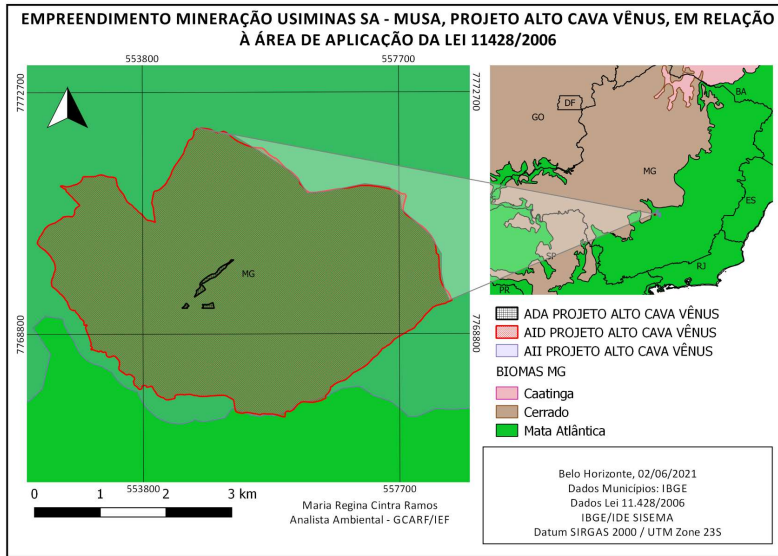 EMPREENDIMENTO MINERAÇÃO USIMINAS SA - MUSA, PROJETO ALTO CAVA VÊNUS, EM RELAÇÃO
À ÁREA DE APLICAÇÃO DA LEI 11428/2006
553800
557700
7772700
7772700
7768800
7768800
MG
553800
557700
0 1 2 3 km
Maria Regina Cintra Ramos
Analista Ambiental - GCARF/IEF
BA
DF
GO
MG
ES
SP
RJ
PR
ADA PROJETO ALTO CAVA VÊNUS
AID PROJETO ALTO CAVA VÊNUS
AII PROJETO ALTO CAVA VÊNUS
BIOMAS MG
Caatinga
Cerrado
Mata Atlântica
Belo Horizonte, 02/06/2021
Dados Municípios: IBGE
Dados Lei 11.428/2006
IBGE/IDE SISEMA
Datum SIRGAS 2000 / UTM Zone 23S